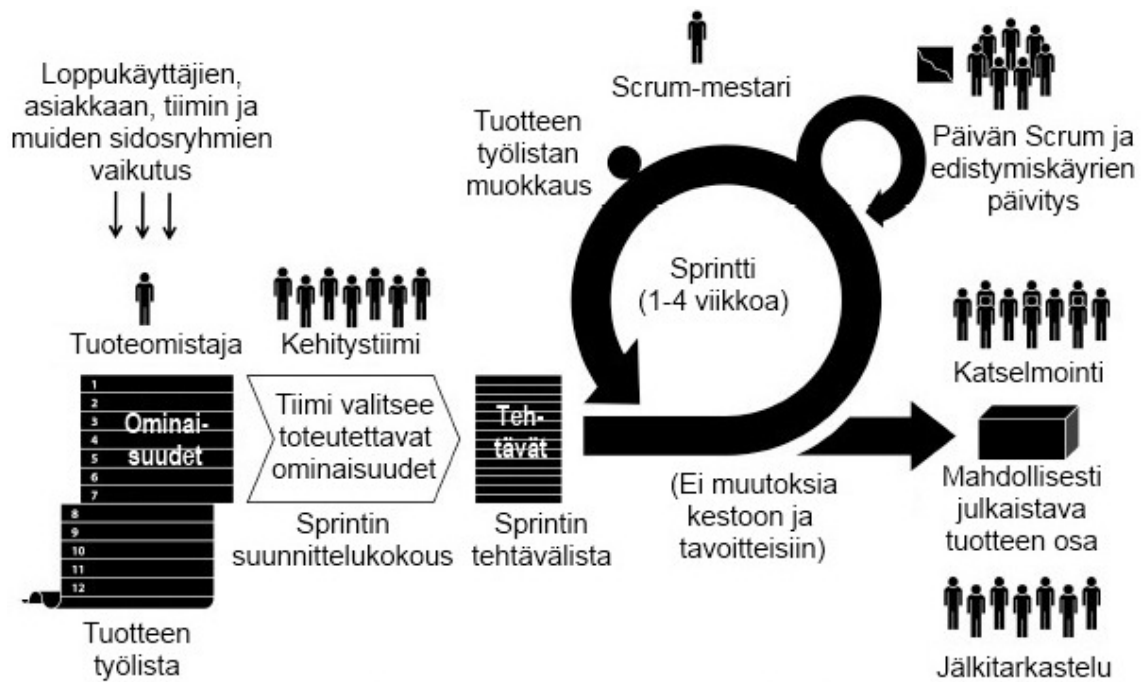 Loppukäyttäjien,
asiakkaan, tiimin ja
muiden sidosryhmien
vaikutus
Tuoteomistaja
Kehitystiimi
1
2
3
4
5
6
7
Ominai-
suudet
8
9
10
11
12
Tuotteen
työlista
Tiimi valitsee
toteutettavat
ominaisuudet
Sprintin
suunnittelukokous
Teh-
tävät
Sprintin
tehtävälista
Scrum-mestari
Tuotteen
työlistan
muokkaus
Sprintti
(1-4 viikkoa)
(Ei muutoksia
kestoon ja
tavoitteisiin)
Päivän Scrum ja
edistymiskäyrien
päivitys
Katselmointi
Mahdollisesti
julkaistava
tuotteen osa
Jälkitarkastelu